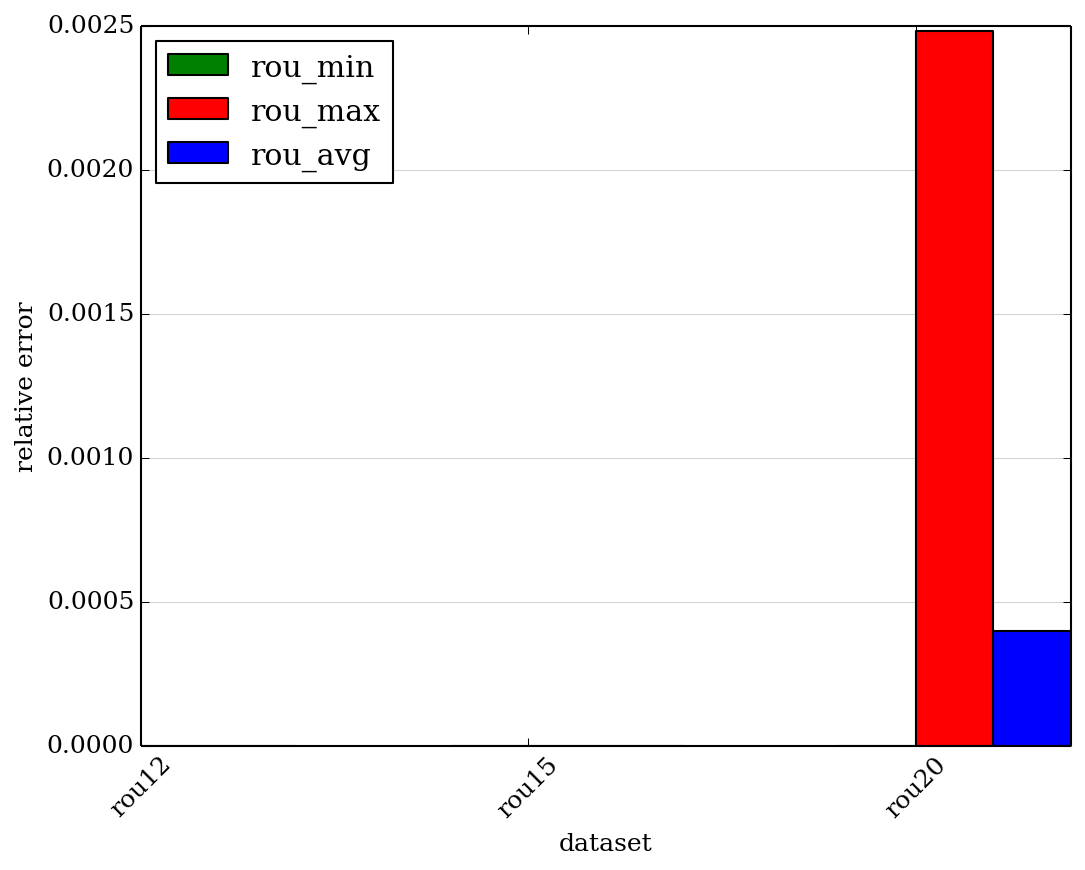 0.0025
0.0020
0.0015
0.0010
0.0005
0.0000
relative error
rou_min
rou_max
rou_avg
rou12
rou15
rou20
dataset